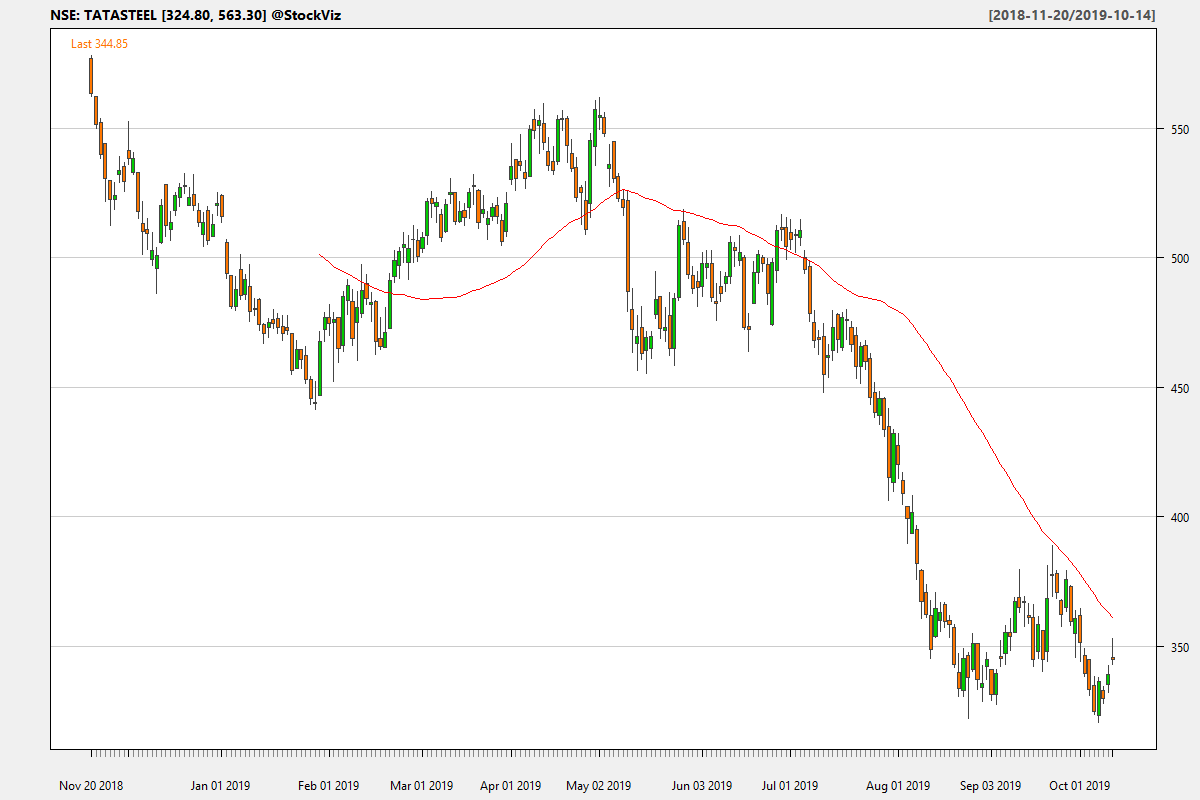 NSE: TATASTEEL [324.80, 563.30] @StockViz [2018-11-20/2019-10-14]
Last 344.85
550
500
450
400
350
Nov 20 2018 Jan 01 2019 Feb 01 2019 Mar 01 2019 Apr 01 2019 May 02 2019 Jun 03 2019 Jul 01 2019 Aug 01 2019 Sep 03 2019 Oct 01 2019